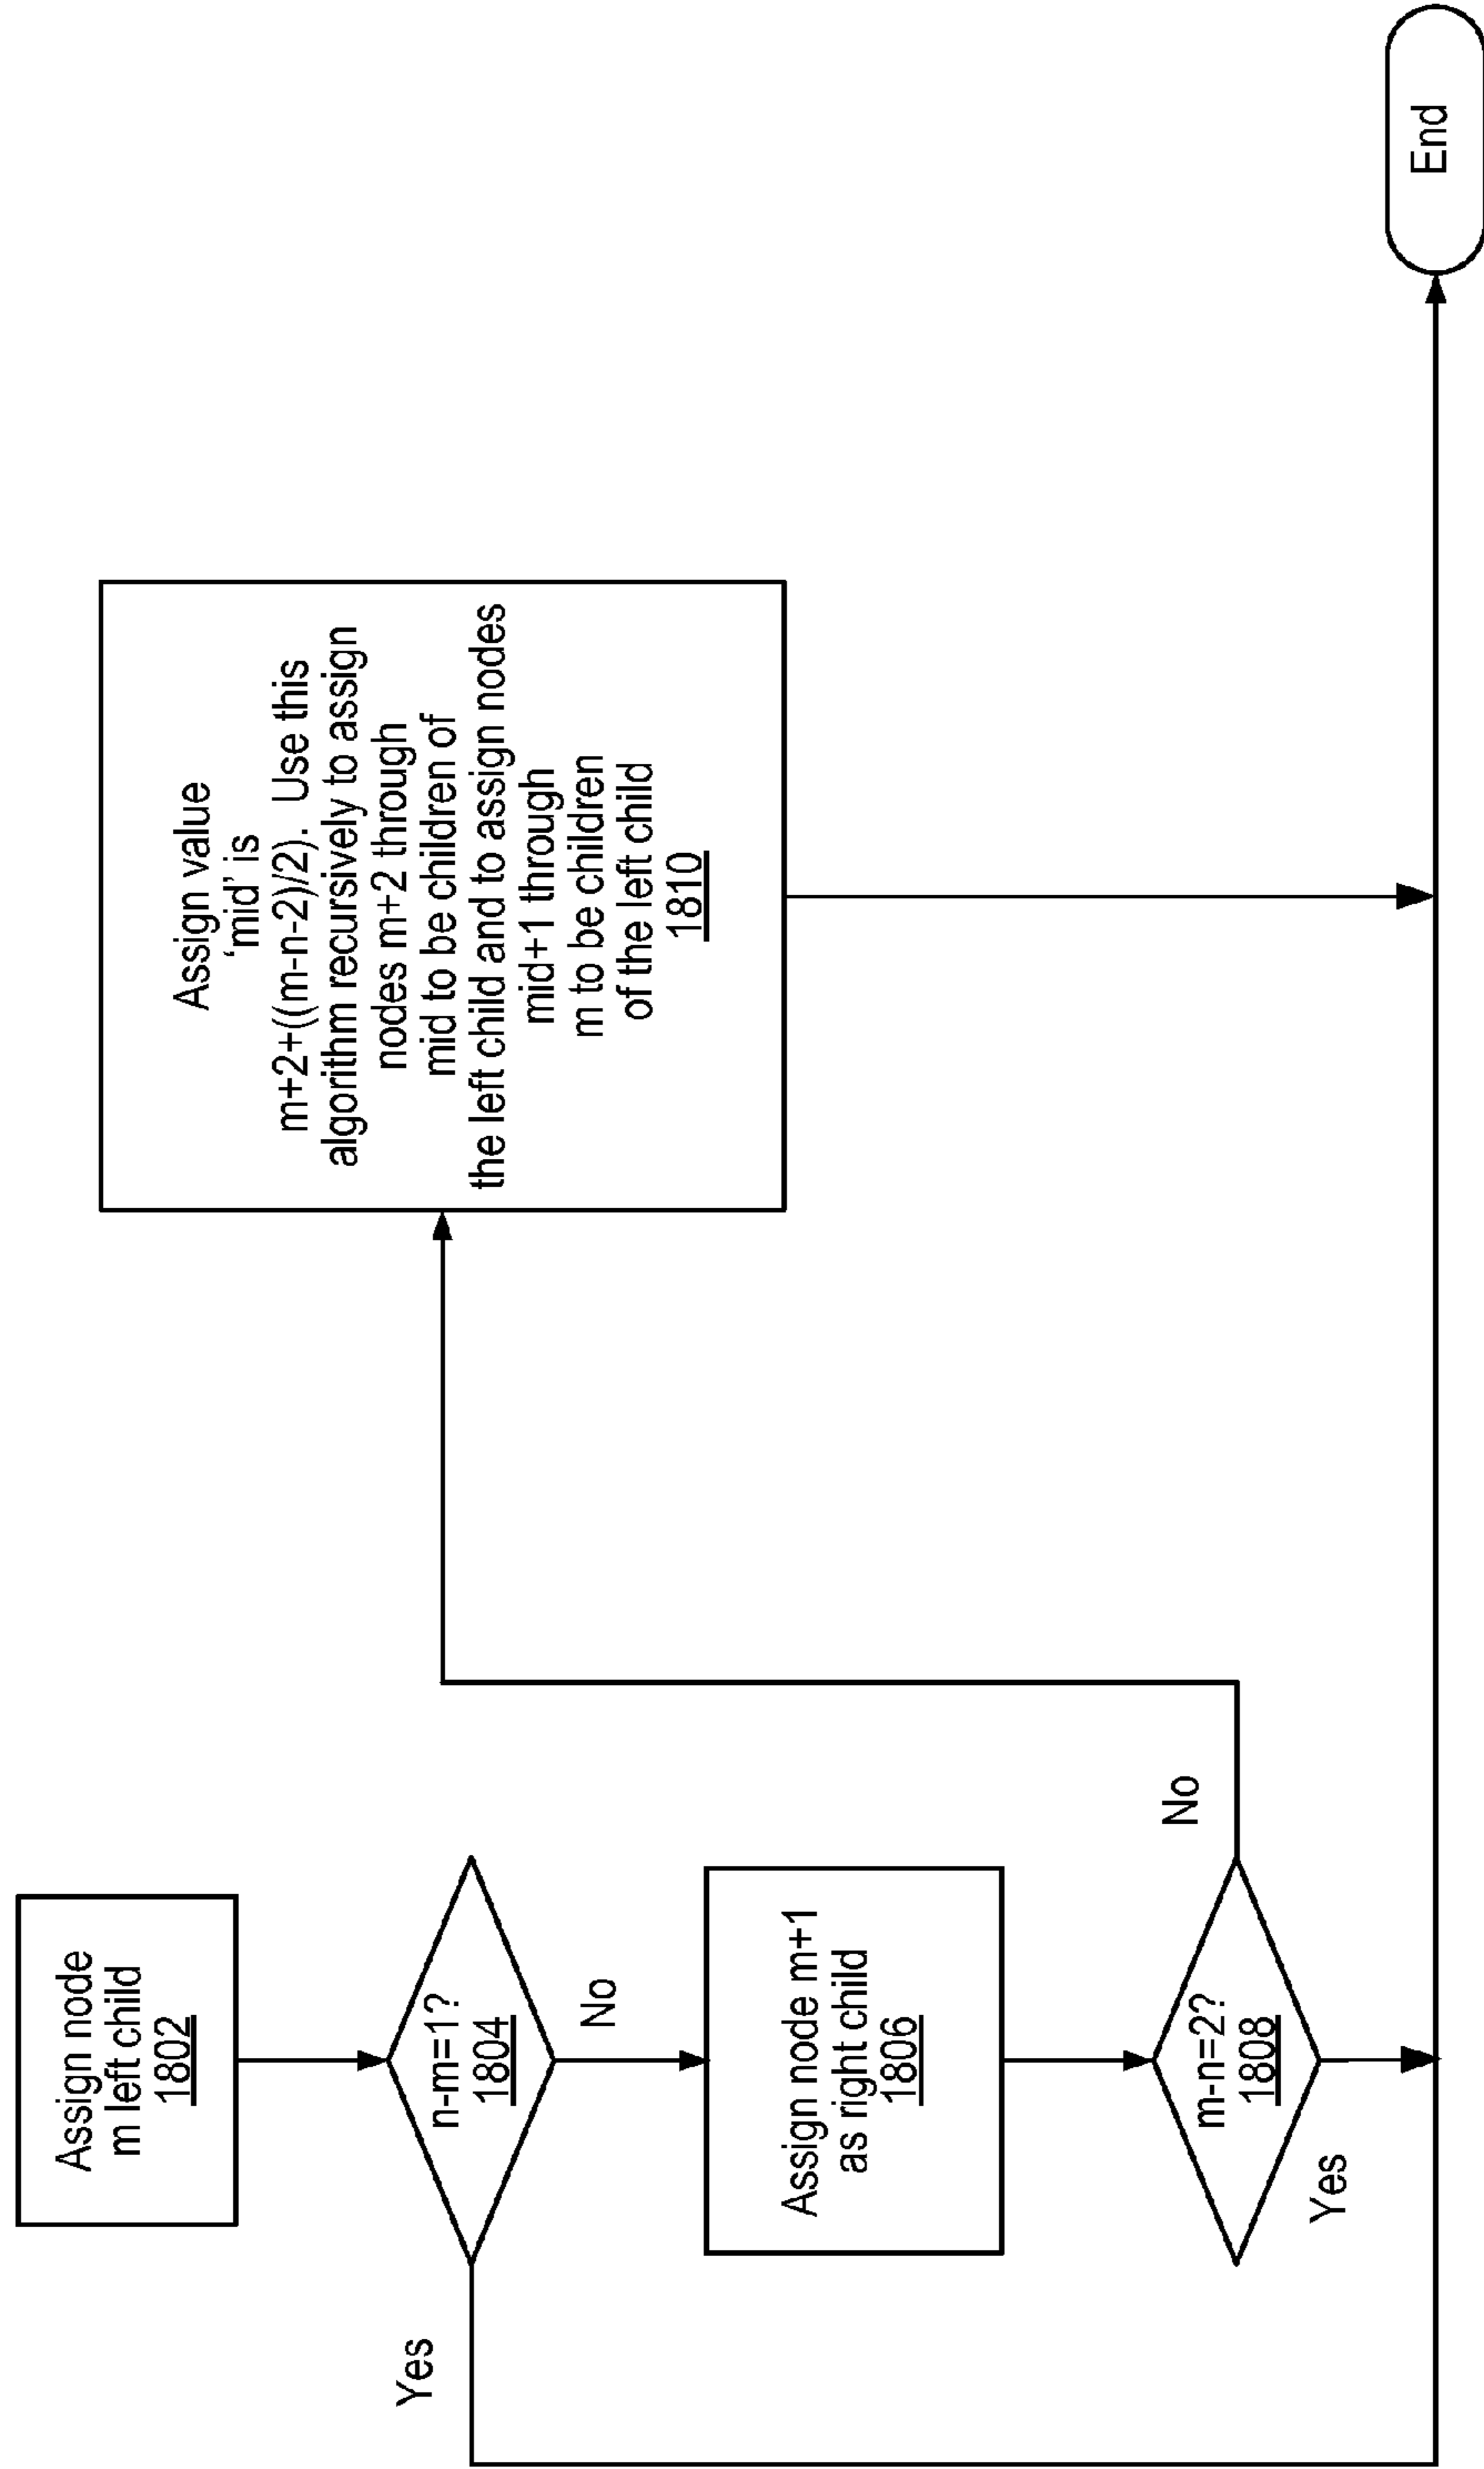 Assign node
m left child
1802
n-m=1?
1804
Yes
No
Assign node m+1
as right child
1806
m-n=2?
1808
Yes
No
Assign value
‘mid’ is
m+2+((m-n-2)/2). Use this
algorithm recursively to assign
nodes m+2 through
mid to be children of
the left child and to assign nodes
mid+1 through
m to be children
of the left child
1810
End